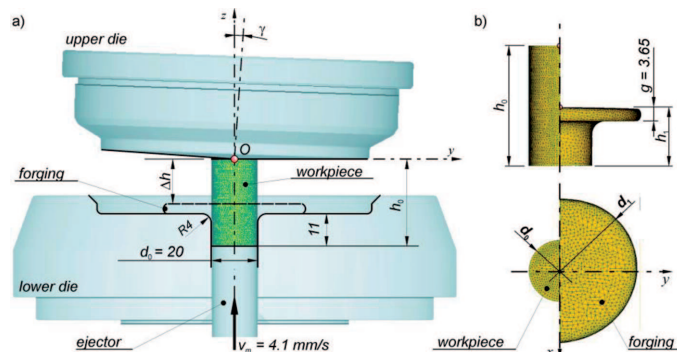 a)
z
γ
upper die
O
y
forging
Δh
workpiece
h₀
R4
11
d₀ = 20
lower die
ejector
vₘ = 4.1 mm/s
b)
h₀
g = 3.65
h₁
d₀
d₁
y
workpiece
forging
x